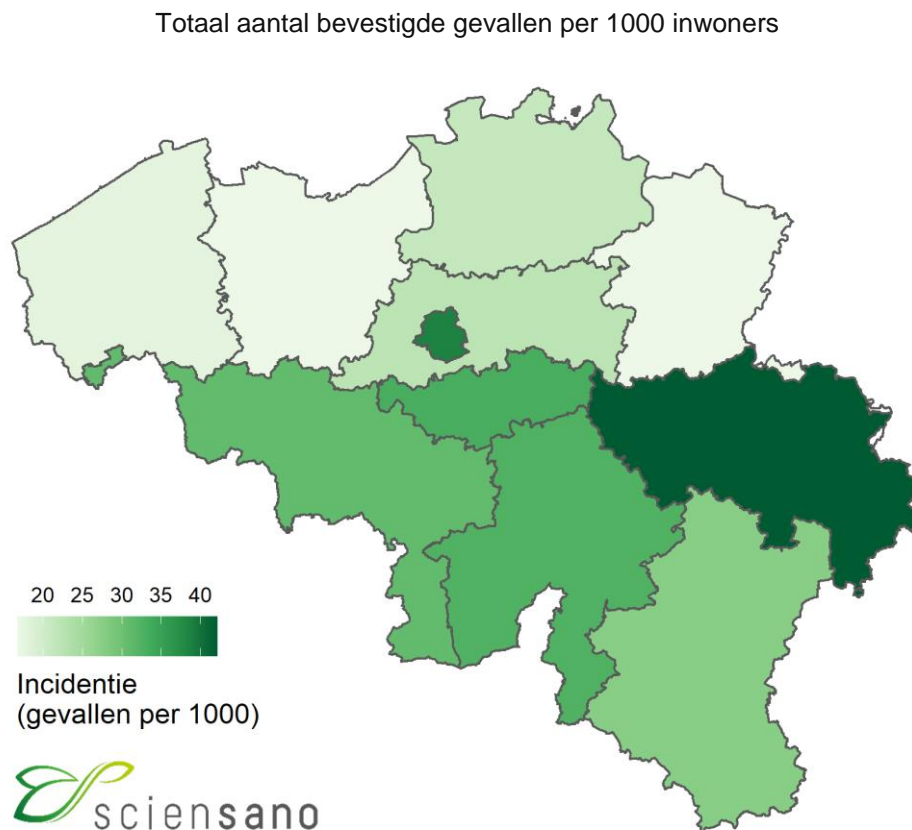 Totaal aantal bevestigde gevallen per 1000 inwoners
20 25 30 35 40
Incidentie
(gevallen per 1000)
sciensano